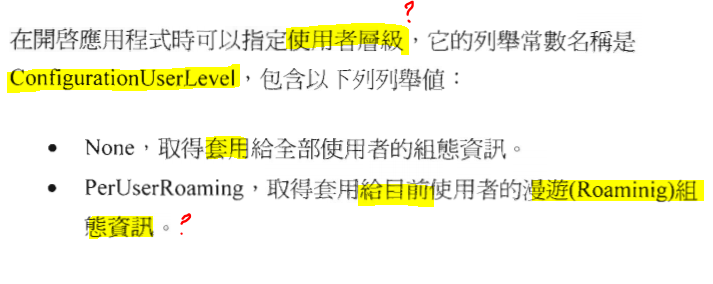 ?
在開啓應用程式時可以指定使用者層級，它的列舉常數名稱是
ConfigurationUserLevel，包含以下列列舉值：
• None，取得套用給全部使用者的組態資訊。
• PerUserRoaming，取得套用給目前使用者的漫遊(Roaminig)組
態資訊。?